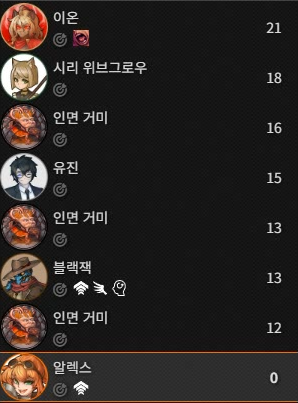 이온 21
시리 위브그로우 18
인면 거미 16
유진 15
인면 거미 13
블랙잭 13
인면 거미 12
알렉스 0